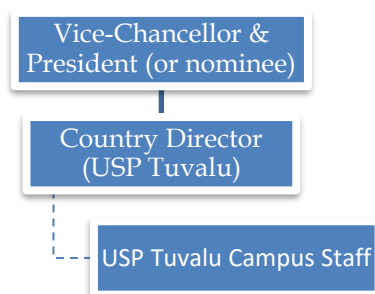 Vice-Chancellor &
President (or nominee)
Country Director
(USP Tuvalu)
USP Tuvalu Campus Staff